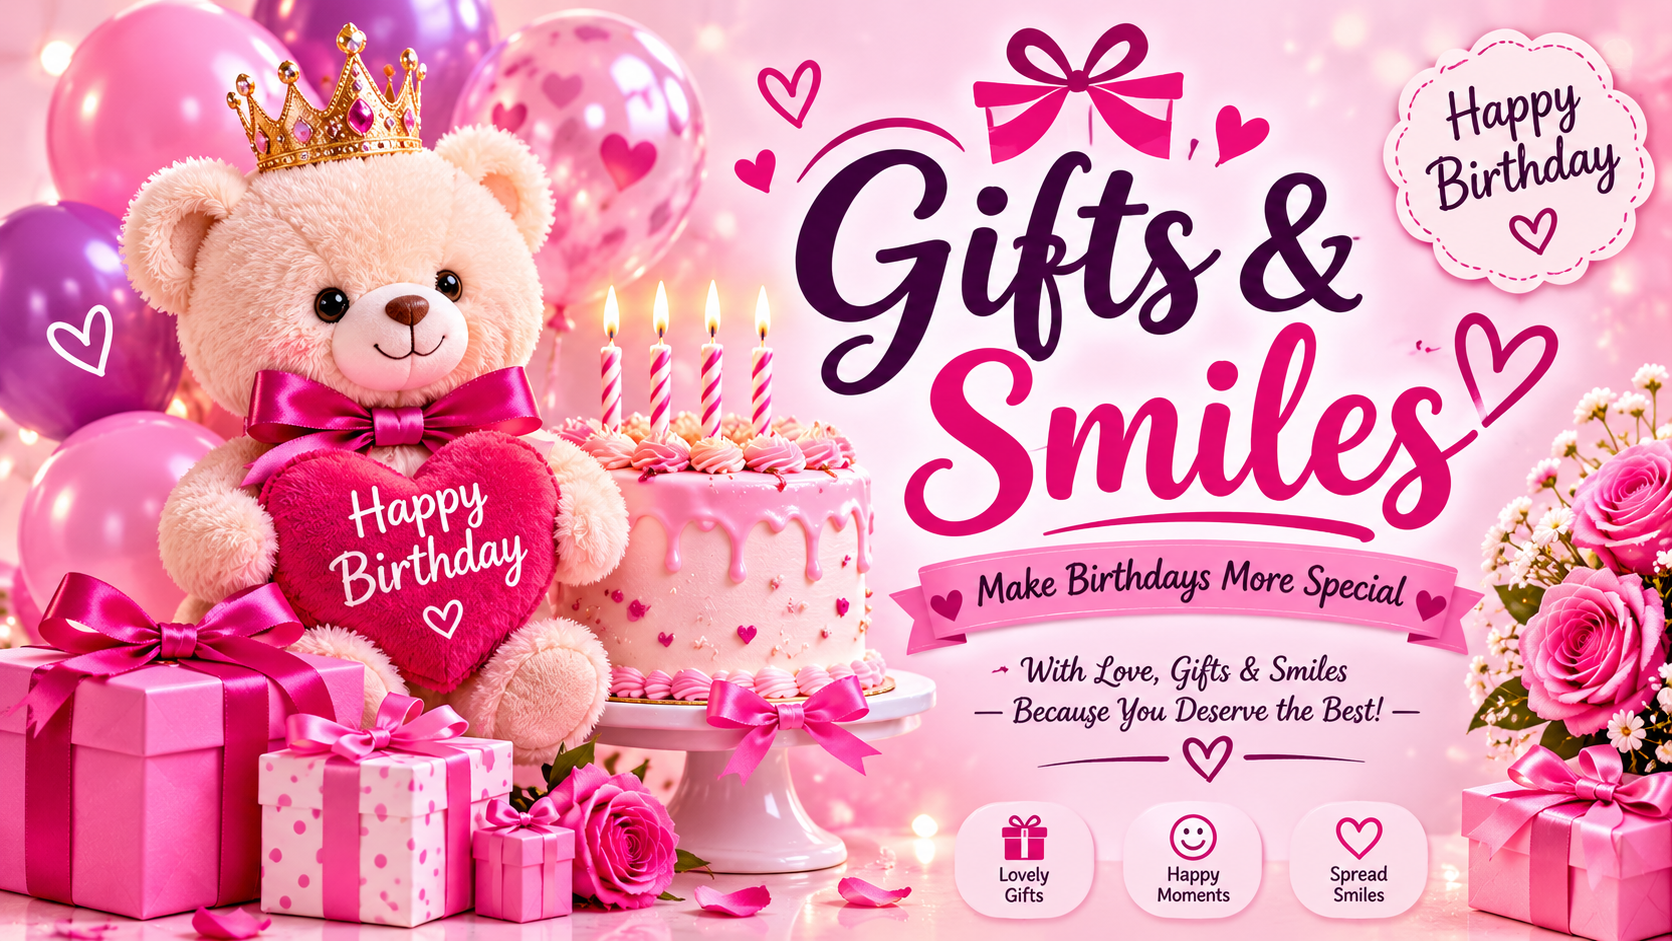 Happy
Birthday
Gifts &
Smiles
Make Birthdays More Special
With Love, Gifts & Smiles
— Because You Deserve the Best! —
Lovely
Gifts
Happy
Moments
Spread
Smiles
Happy
Birthday